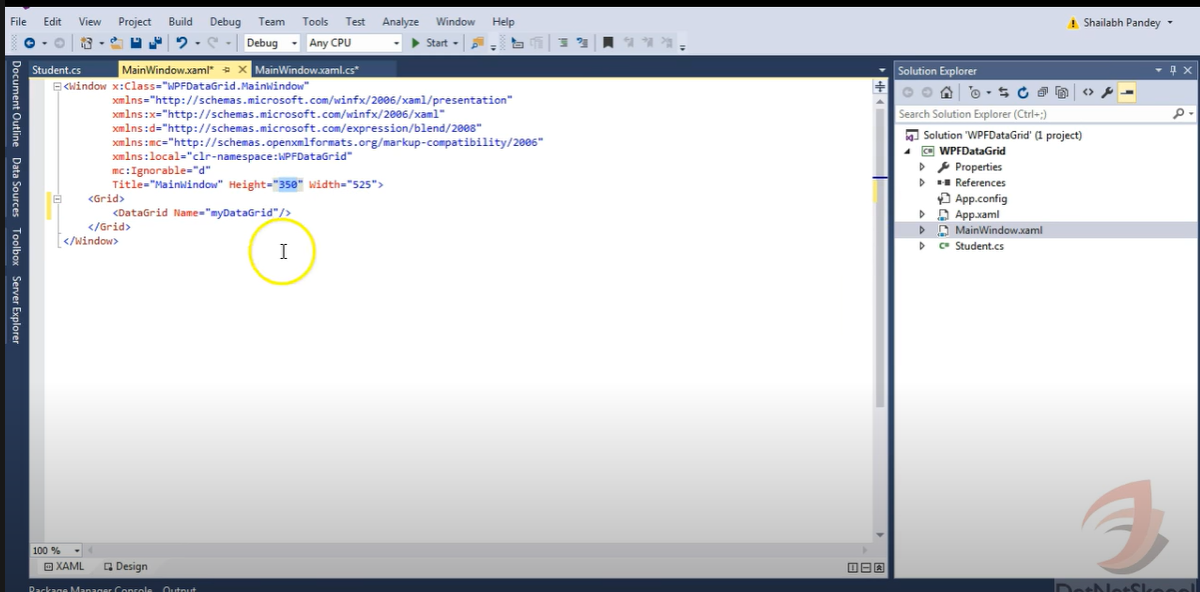 File Edit View Project Build Debug Team Tools Test Analyze Window Help
Shailabh Pandey
Debug Any CPU Start
Document Outline
Data Sources
Toolbox
Server Explorer
Student.cs MainWindow.xaml* MainWindow.xaml.cs*
<Window x:Class="WPFDataGrid.MainWindow"
xmlns="http://schemas.microsoft.com/winfx/2006/xaml/presentation"
xmlns:x="http://schemas.microsoft.com/winfx/2006/xaml"
xmlns:d="http://schemas.microsoft.com/expression/blend/2008"
xmlns:mc="http://schemas.openxmlformats.org/markup-compatibility/2006"
xmlns:local="clr-namespace:WPFDataGrid"
mc:Ignorable="d"
Title="MainWindow" Height="350" Width="525">
<Grid>
<DataGrid Name="myDataGrid"/>
</Grid>
</Window>
100 %
XAML Design
Package Manager Console Output
Solution Explorer
Search Solution Explorer (Ctrl+;)
Solution 'WPFDataGrid' (1 project)
C# WPFDataGrid
Properties
References
App.config
App.xaml
MainWindow.xaml
C# Student.cs